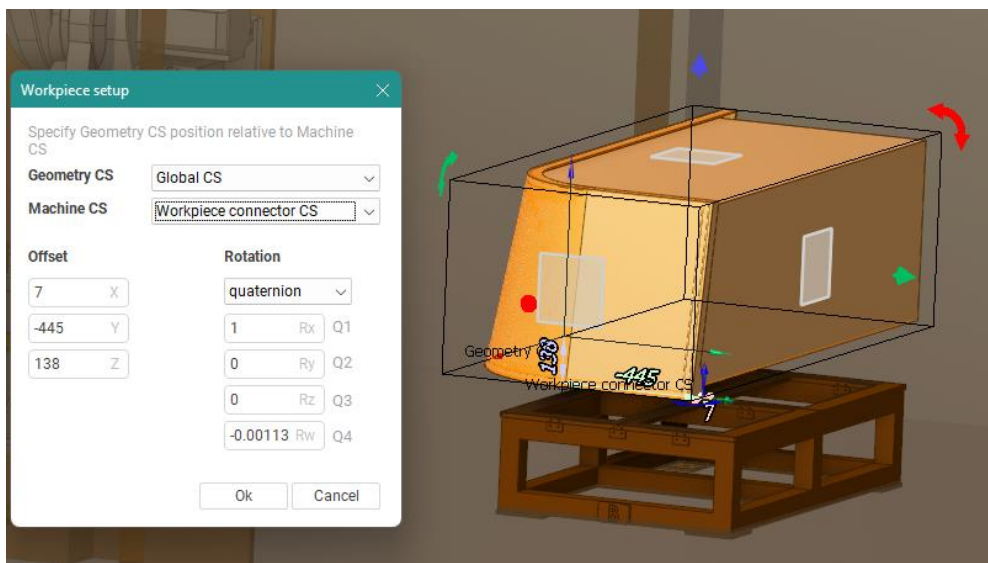 Workpiece setup
Specify Geometry CS position relative to Machine
CS
Geometry CS Global CS
Machine CS Workpiece connector CS
Offset Rotation
7 X quaternion
-445 Y 1 Rx Q1
138 Z 0 Ry Q2
0 Rz Q3
-0.00113 Rw Q4
Ok Cancel
Geometry
138
-445
Workpiece connector CS
7